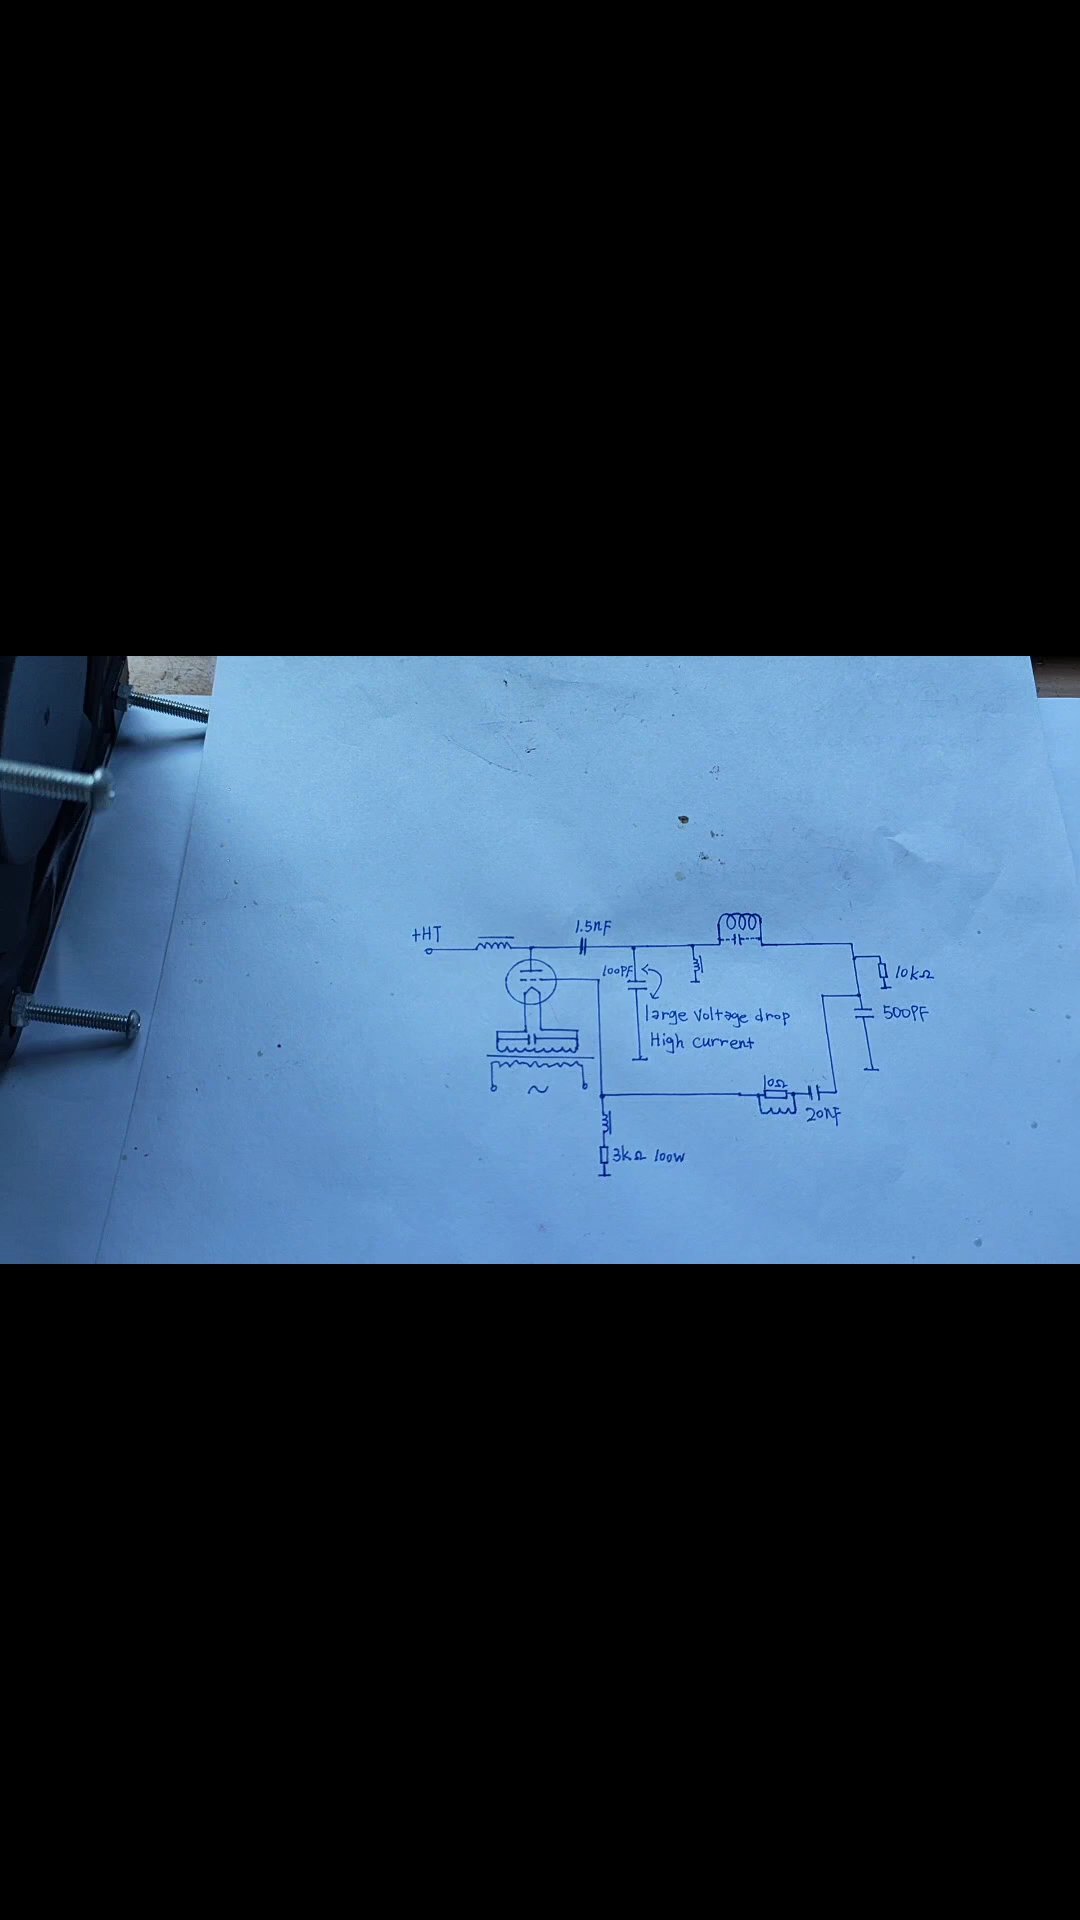 +HT
1.5nF
100PF
10kΩ
large voltage drop
500PF
High current
10Ω
20nF
~
3kΩ 100W